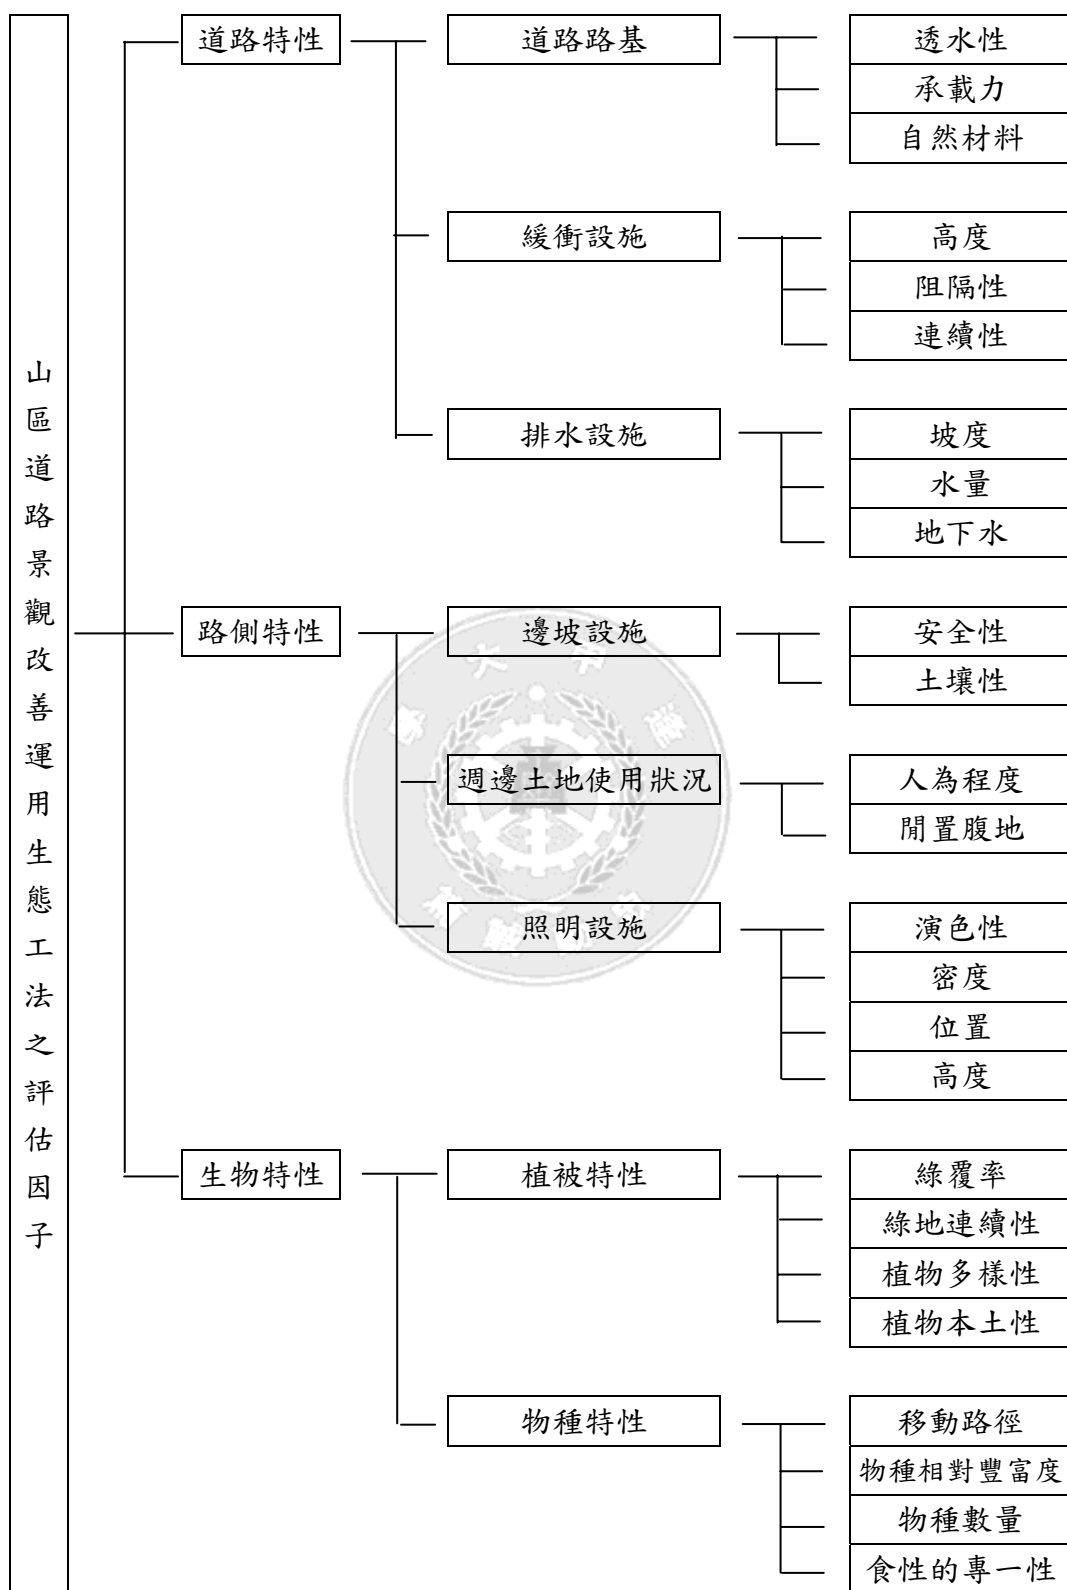 山區道路景觀改善運用生態工法之評估因子
道路特性
道路路基
透水性
承載力
自然材料
緩衝設施
高度
阻隔性
連續性
排水設施
坡度
水量
地下水
路側特性
邊坡設施
安全性
土壤性
週邊土地使用狀況
人為程度
閒置腹地
照明設施
演色性
密度
位置
高度
生物特性
植被特性
綠覆率
綠地連續性
植物多樣性
植物本土性
物種特性
移動路徑
物種相對豐富度
物種數量
食性的專一性